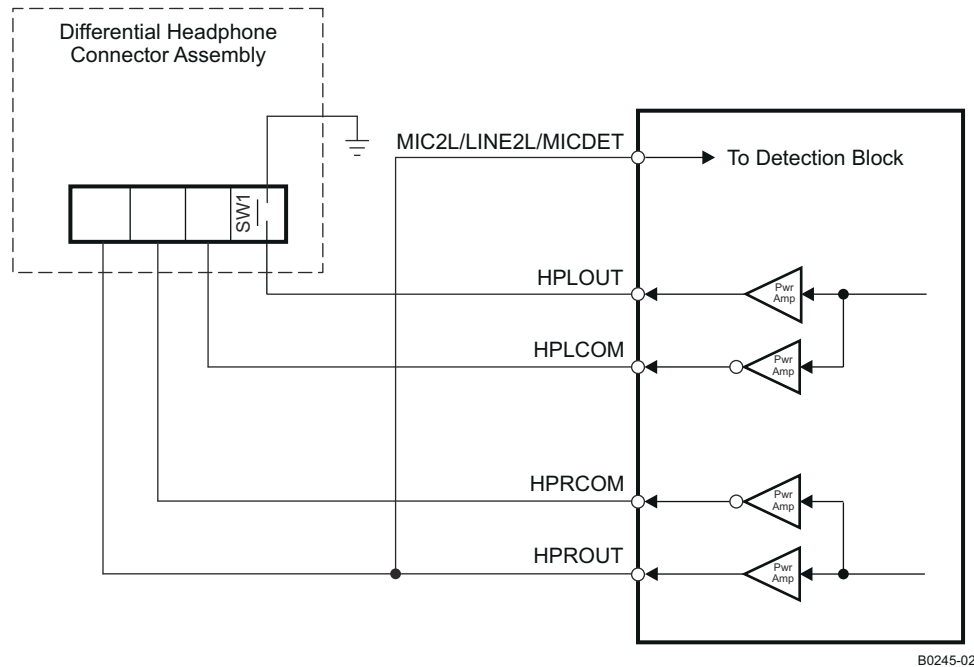 Differential Headphone
Connector Assembly
MIC2L/LINE2L/MICDET
To Detection Block
SW1
HPLOUT
Pwr
Amp
HPLCOM
Pwr
Amp
HPRCOM
Pwr
Amp
HPROUT
Pwr
Amp
B0245-02